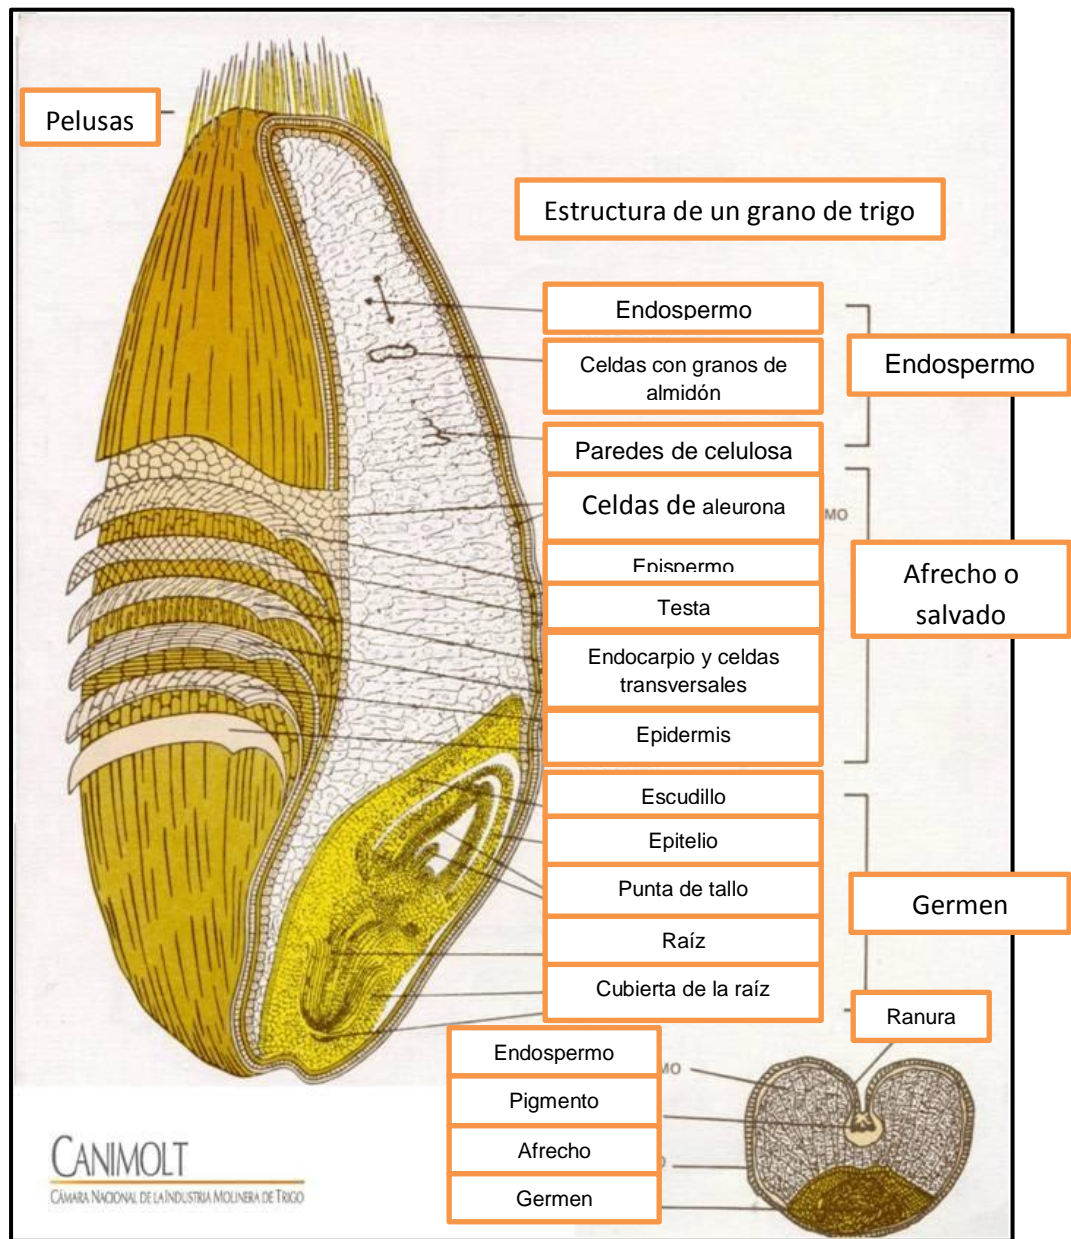 Pelusas
Estructura de un grano de trigo
Endospermo
Celdas con granos de
almidón
Paredes de celulosa
Endospermo
Celdas de aleurona
MO
Epispermo
Testa
Endocarpio y celdas
transversales
Epidermis
Afrecho o
salvado
Escudillo
Epitelio
Punta de tallo
Raíz
Cubierta de la raíz
Germen
Ranura
Endospermo
MO
Pigmento
Afrecho
O
Germen
CANIMOLT
CÁMARA NACIONAL DE LA INDUSTRIA MOLINERA DE TRIGO